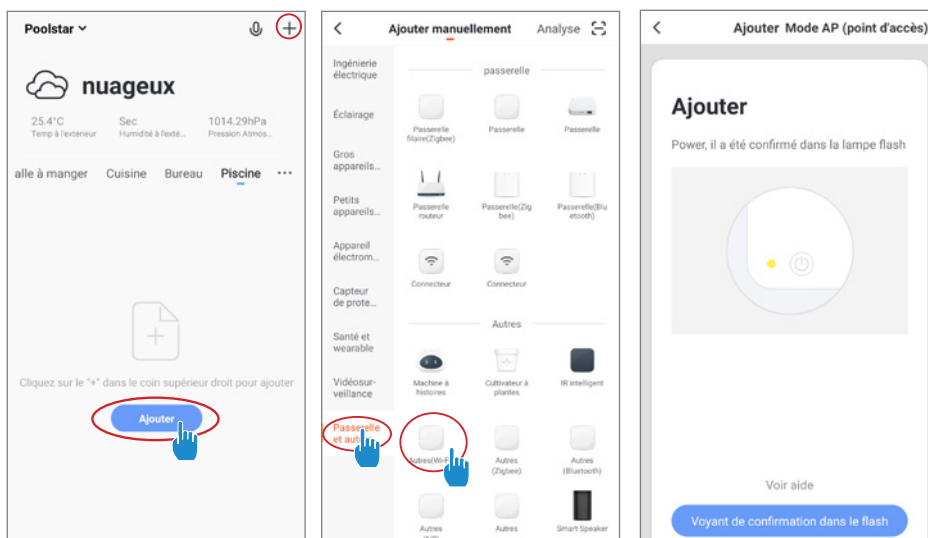 Poolstar
nuageux
25.4°C Sec 1014.29hPa
Temp à l'extérieur Humidité à l'exté... Pression Atmos...
alle à manger Cuisine Bureau Piscine ...
Cliquez sur le "+" dans le coin supérieur droit pour ajouter
Ajouter
Ajouter manuellement Analyse
Ingénierie
électrique
Éclairage
Gros
appareils...
Petits
appareils...
Appareil
électrom...
Capteur
de prote...
Santé et
wearable
Vidéosur-
veillance
Passerelle
et aut
passerelle
Passerelle
filaire(Zigbee)
Passerelle
Passerelle
Passerelle
routeur
Passerelle(Zig
bee)
Passerelle(Blu
etooth)
Connecteur
Connecteur
Autres
Machine à
histoires
Cultivateur à
plantes
IR intelligent
Autres(Wi-F
Autres
(Zigbee)
Autres
(Bluetooth)
Autres
Autres
Smart Speaker
Ajouter Mode AP (point d'accès)
Ajouter
Power, il a été confirmé dans la lampe flash
Voir aide
Voyant de confirmation dans le flash